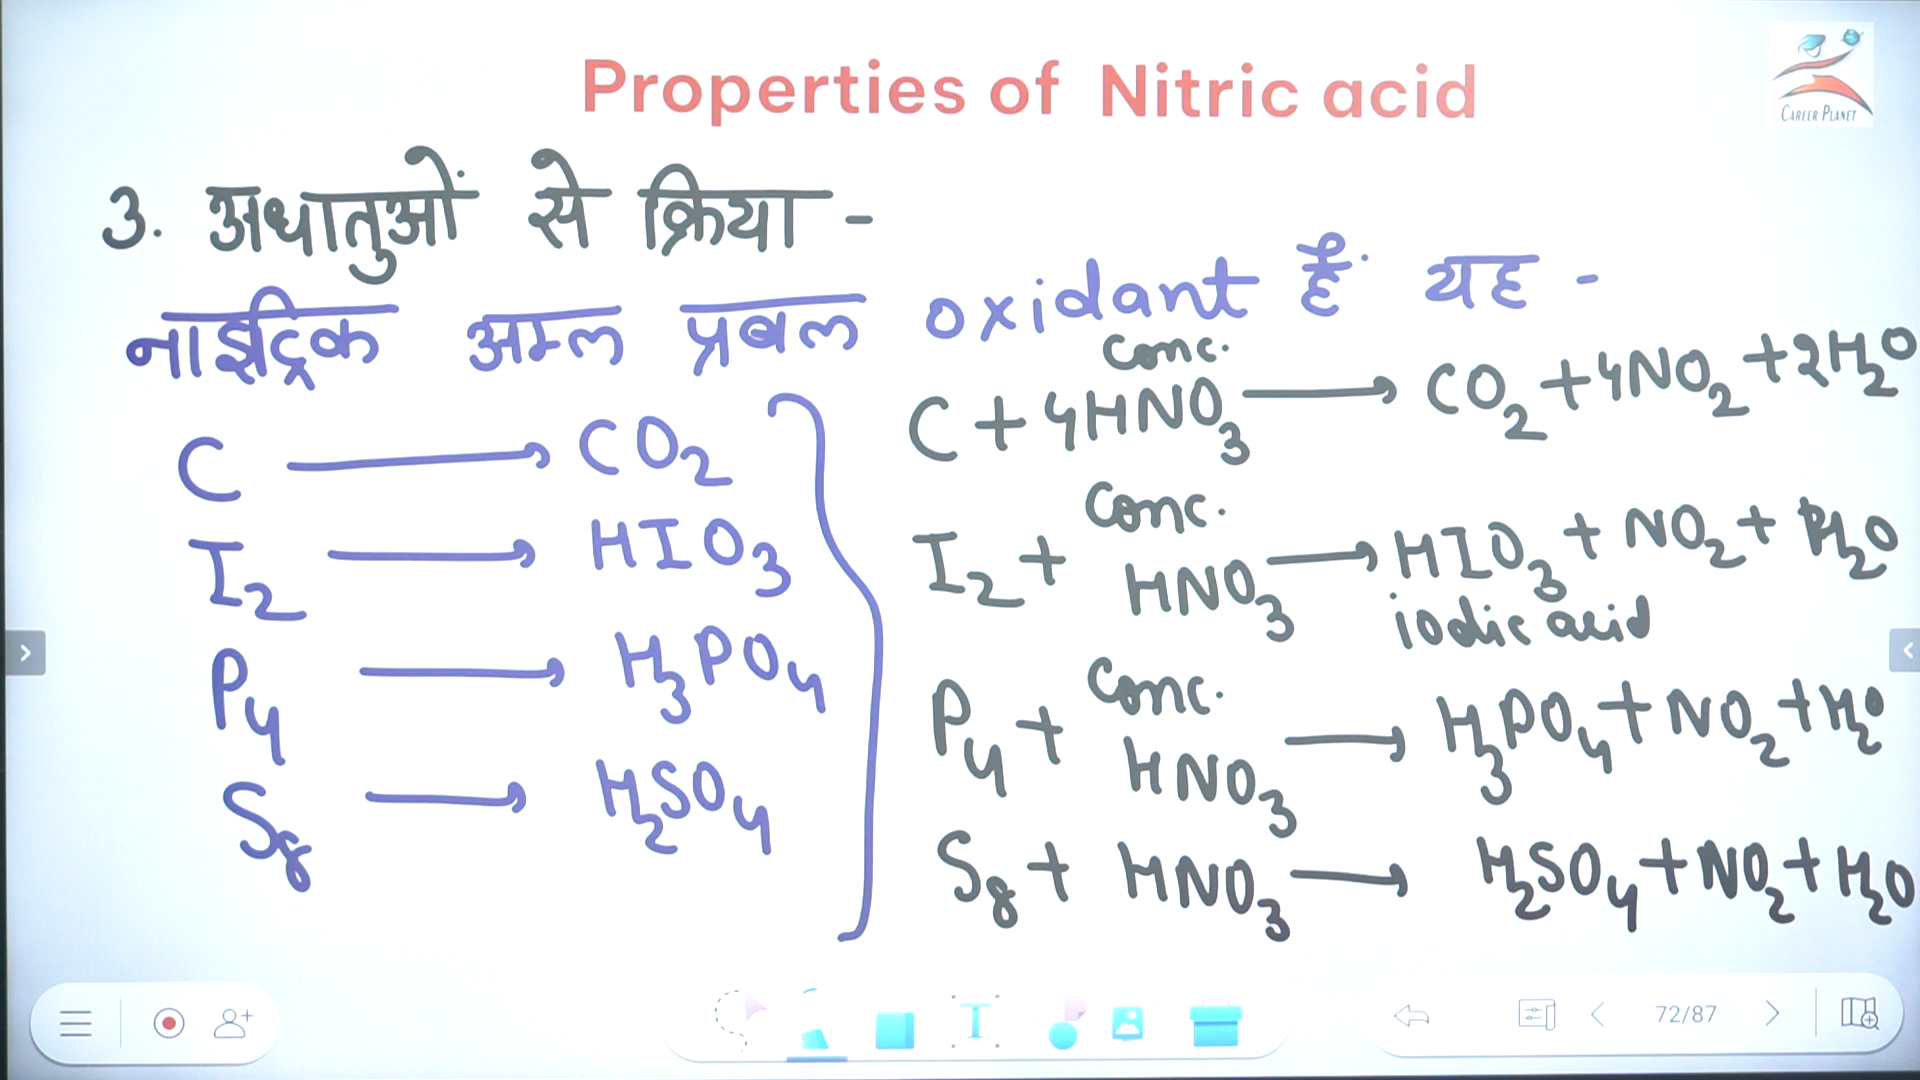 Properties of Nitric acid
CAREER PLANET
3. अधातुओं से क्रिया -
नाइट्रिक अम्ल प्रबल oxidant हैं यह -
C ⟶ CO₂
I₂ ⟶ HIO₃
P₄ ⟶ H₃PO₄
S₈ ⟶ H₂SO₄
conc.
C + 4HNO₃ ⟶ CO₂ + 4NO₂ + 2H₂O
Conc.
I₂ + HNO₃ ⟶ HIO₃ + NO₂ + H₂O
iodic acid
Conc.
P₄ + HNO₃ ⟶ H₃PO₄ + NO₂ + H₂O
S₈ + HNO₃ ⟶ H₂SO₄ + NO₂ + H₂O
72/87